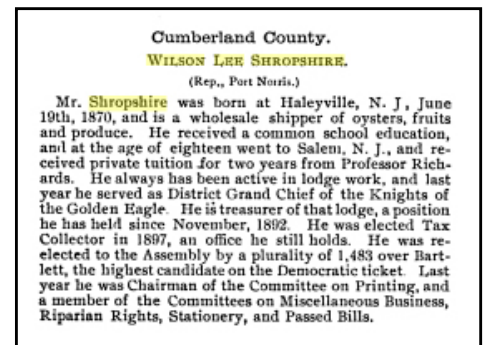 Cumberland County.
WILSON LEE SHROPSHIRE.
(Rep., Port Norris.)
Mr. Shropshire was born at Haleyville, N. J, June
19th, 1870, and is a wholesale shipper of oysters, fruits
and produce. He received a common school education,
and at the age of eighteen went to Salem, N. J., and re-
ceived private tuition for two years from Professor Rich-
ards. He always has been active in lodge work, and last
year he served as District Grand Chief of the Knights of
the Golden Eagle. He is treasurer of that lodge, a position
he has held since November, 1892. He was elected Tax
Collector in 1897, an office he still holds. He was re-
elected to the Assembly by a plurality of 1,483 over Bart-
lett, the highest candidate on the Democratic ticket. Last
year he was Chairman of the Committee on Printing, and
a member of the Committees on Miscellaneous Business,
Riparian Rights, Stationery, and Passed Bills.